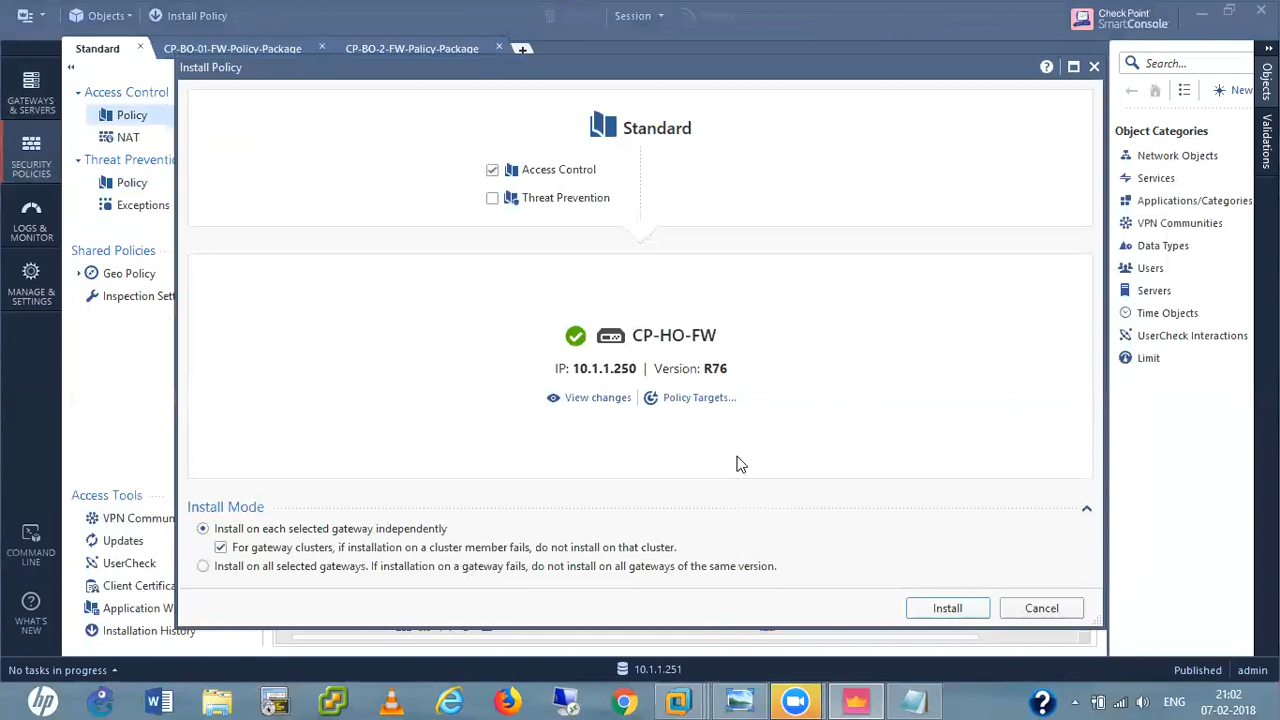 Objects
Install Policy
Session
Check Point
SmartConsole
Standard
CP-BO-01-FW-Policy-Package
CP-BO-2-FW-Palicy-Package
Install Policy
Search...
New
GATEWAYS
& SERVERS
SECURITY
POLICIES
LOGS &
MONITOR
MANAGE &
SETTINGS
COMMAND
LINE
WHAT'S
NEW
Access Control
Policy
NAT
Threat Preventio
Policy
Exceptions
Shared Policies
Geo Policy
Inspection Sett
Access Tools
VPN Commun
Updates
UserCheck
Client Certifica
Application W
Installation History
Standard
Access Control
Threat Prevention
CP-HO-FW
IP: 10.1.1.250 | Version: R76
View changes
Policy Targets...
Install Mode
Install on each selected gateway independently
For gateway clusters, if installation on a cluster member fails, do not install on that cluster.
Install on all selected gateways. If installation on a gateway fails, do not install on all gateways of the same version.
Install
Cancel
Object Categories
Network Objects
Services
Applications/Categories
VPN Communities
Data Types
Users
Servers
Time Objects
UserCheck Interactions
Limit
Objects
Validations
No tasks in progress
10.1.1.251
Published
admin
ENG
21:02
07-02-2018